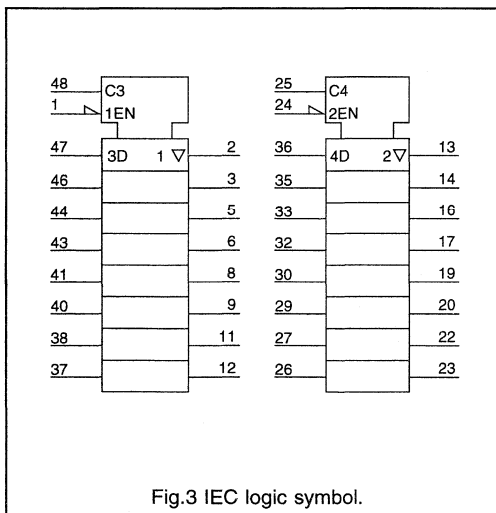 48 C3 25 C4
1 1EN 24 2EN
47 3D 1 ▽ 2 36 4D 2 ▽ 13
46 3 35 14
44 5 33 16
43 6 32 17
41 8 30 19
40 9 29 20
38 11 27 22
37 12 26 23
Fig.3 IEC logic symbol.